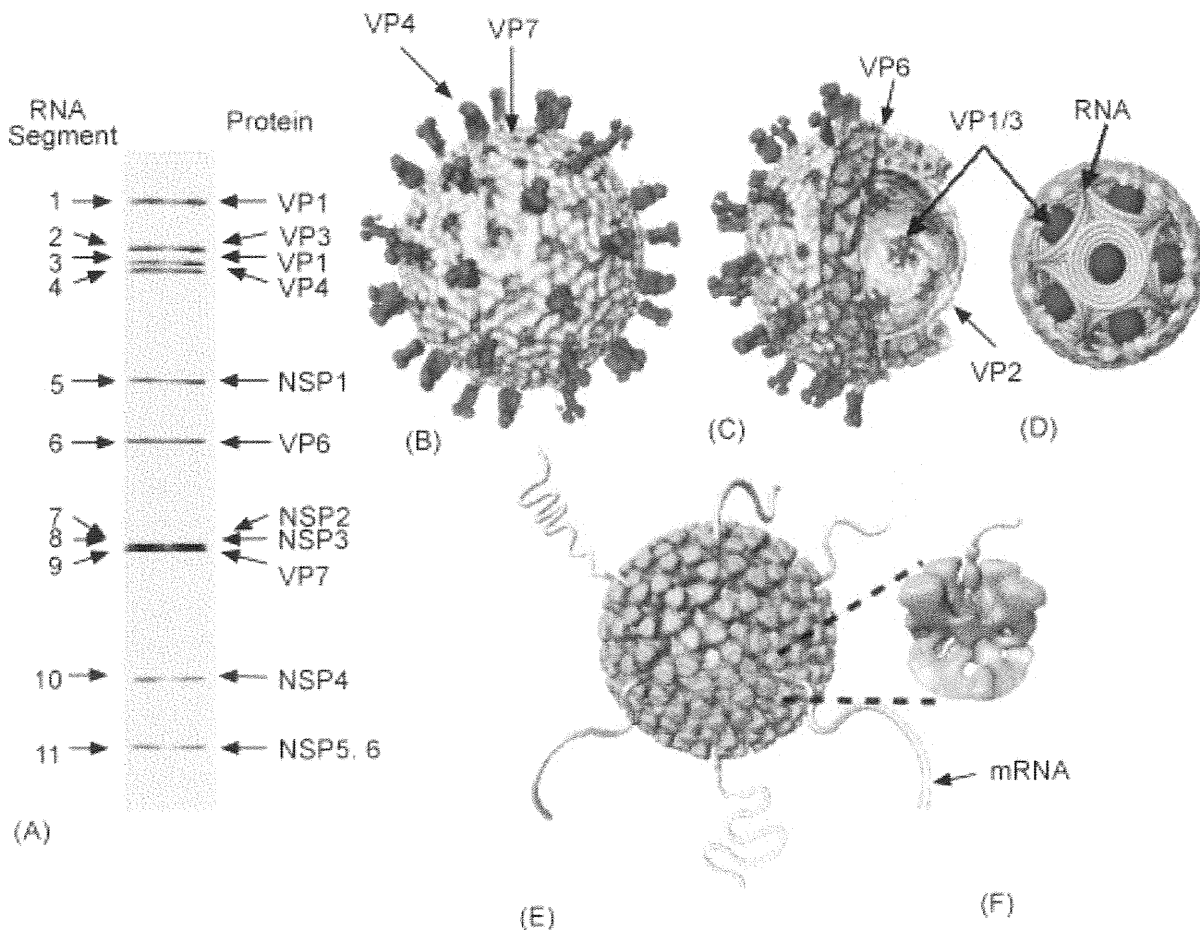 RNA Segment
Protein
1
VP1
2
VP3
3
VP1
4
VP4
5
NSP1
6
VP6
7
NSP2
8
NSP3
9
VP7
10
NSP4
11
NSP5, 6
(A)
VP4
VP7
(B)
VP6
VP1/3
RNA
VP2
(C)
(D)
mRNA
(E)
(F)